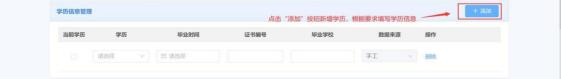 学历信息管理
+ 添加
点击“添加”按钮新增学历，根据要求填写学历信息
当前学历 学历 毕业时间 证书编号 毕业学校 数据来源 操作
请选择 请选择 手工 删除